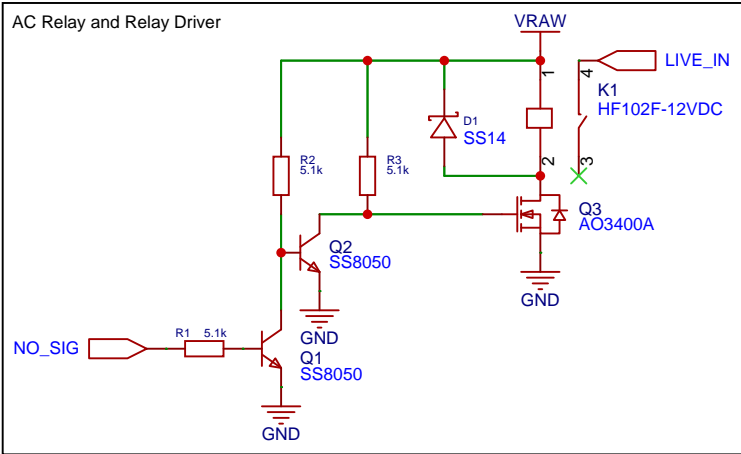 AC Relay and Relay Driver
VRAW
LIVE_IN
1
4
K1
HF102F-12VDC
D1
SS14
R2
5.1k
R3
5.1k
2
3
Q3
AO3400A
Q2
SS8050
GND
GND
R1 5.1k
NO_SIG
Q1
SS8050
GND